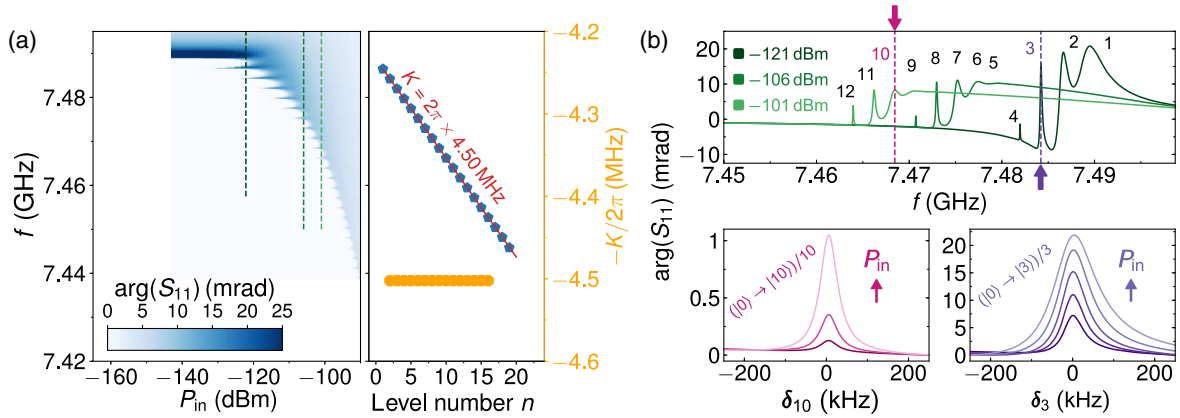 (a)
f (GHz)
7.48
7.46
7.44
7.42
arg(S₁₁) (mrad)
0 5 10 15 20 25
−160 −140 −120 −100
P_in (dBm)
K = 2π × 4.50 MHz
0 5 10 15 20
Level number n
−4.2
−4.3
−4.4
−4.5
−4.6
−K/2π (MHz)
(b)
−121 dBm
−106 dBm
−101 dBm
10
3
2
1
12
11
9
8
7
6
5
4
20
10
0
−10
7.45 7.46 7.47 7.48 7.49
f (GHz)
arg(S₁₁) (mrad)
1
0.5
0
(|0⟩ → |10⟩)/10
P_in
−200 0 200
δ₁₀ (kHz)
20
15
10
5
0
(|0⟩ → |3⟩)/3
P_in
−200 0 200
δ₃ (kHz)